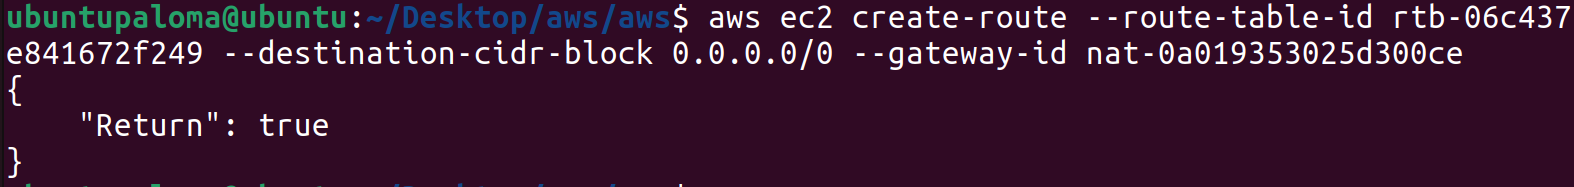 ubuntupaloma@ubuntu:~/Desktop/aws/aws$ aws ec2 create-route --route-table-id rtb-06c437
e841672f249 --destination-cidr-block 0.0.0.0/0 --gateway-id nat-0a019353025d300ce
{
    "Return": true
}